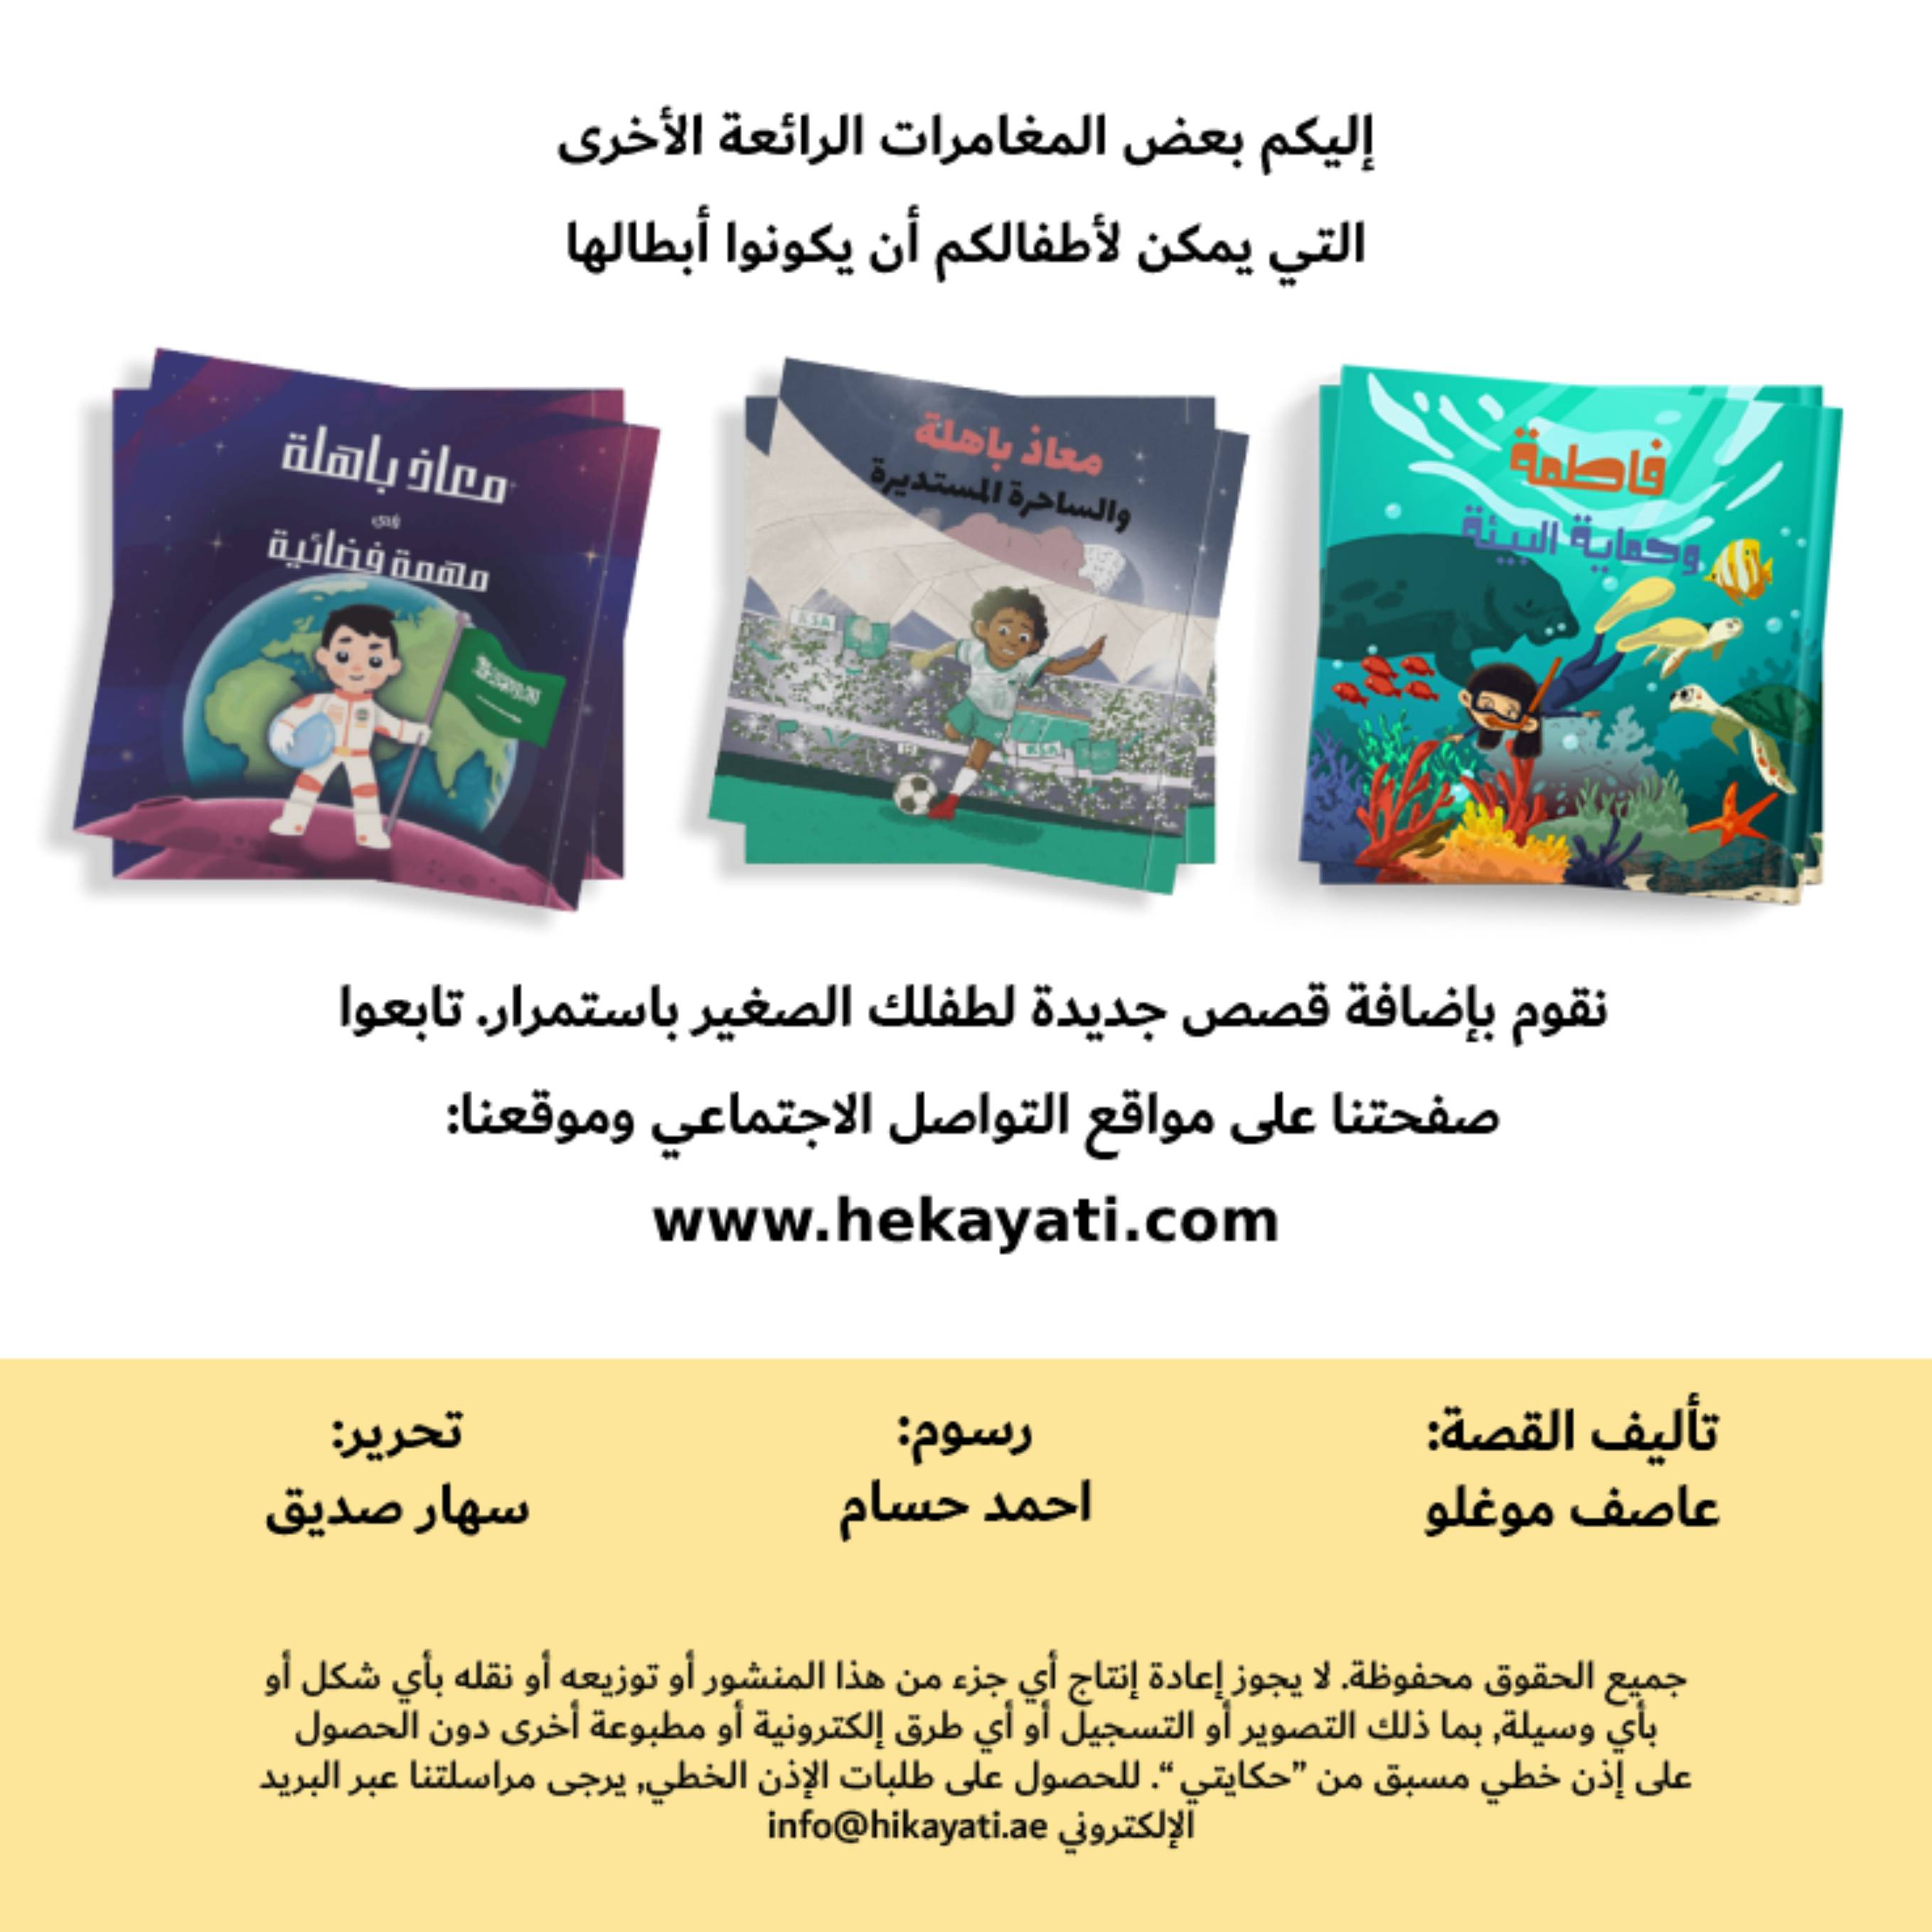 إليكم بعض المغامرات الرائعة الأخرى
التي يمكن لأطفالكم أن يكونوا أبطالها
فاطمة
وحماية البيئة
معاذ باهلة
والساحرة المستديرة
KSA
KSA
معاذ باهلة
في
مهمة فضائية
نقوم بإضافة قصص جديدة لطفلك الصغير باستمرار. تابعوا
صفحتنا على مواقع التواصل الاجتماعي وموقعنا:
www.hekayati.com
تأليف القصة:
عاصف موغلو
رسوم:
احمد حسام
تحرير:
سهار صديق
جميع الحقوق محفوظة. لا يجوز إعادة إنتاج أي جزء من هذا المنشور أو توزيعه أو نقله بأي شكل أو
بأي وسيلة, بما ذلك التصوير أو التسجيل أو أي طرق إلكترونية أو مطبوعة أخرى دون الحصول
على إذن خطي مسبق من ”حكايتي“. للحصول على طلبات الإذن الخطي, يرجى مراسلتنا عبر البريد
الإلكتروني info@hikayati.ae